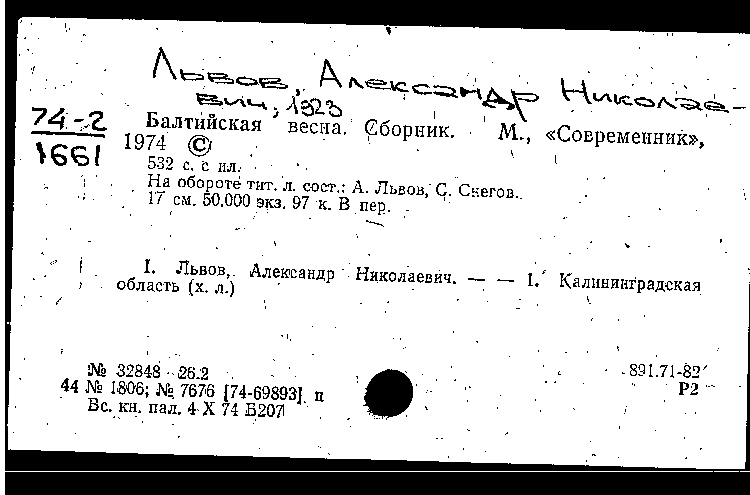 Львов, Александр Николае-
вич, 1923
74-2
1661
Балтийская весна. Сборник. М., «Современник»,
1974 ©
532 с. с ил.
На обороте тит. л. сост.: А. Львов, С. Снегов.
17 см. 50.000 экз. 97 к. В пер.
I. Львов, Александр Николаевич. — — I. Калининградская
область (х. л.)
№ 32848 26.2
891.71-82
44 № 1806; № 7676 [74-69893] п
Р2
Вс. кн. пал. 4 X 74 Б207